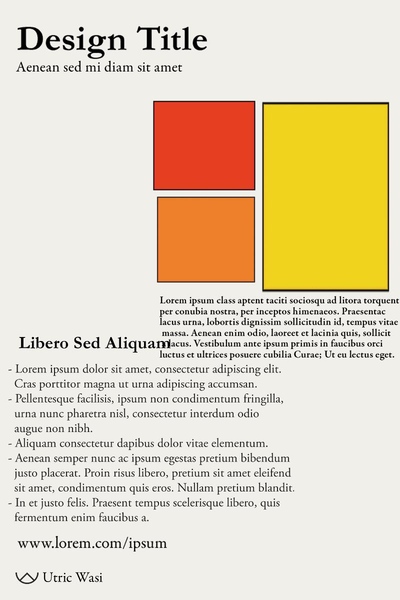 Design Title
Aenean sed mi diam sit amet
Lorem ipsum class aptent taciti sociosqu ad litora torquent
per conubia nostra, per inceptos himenaeos. Praesentac
lacus urna, lobortis dignissim sollicitudin id, tempus vitae
massa. Aenean enim odio, laoreet et lacinia quis, sollicit
lacus. Vestibulum ante ipsum primis in faucibus orci
luctus et ultrices posuere cubilia Curae; Ut eu lectus eget.
Libero Sed Aliquam
- Lorem ipsum dolor sit amet, consectetur adipiscing elit.
Cras porttitor magna ut urna adipiscing accumsan.
- Pellentesque facilisis, ipsum non condimentum fringilla,
urna nunc pharetra nisl, consectetur interdum odio
augue non nibh.
- Aliquam consectetur dapibus dolor vitae elementum.
- Aenean semper nunc ac ipsum egestas pretium bibendum
justo placerat. Proin risus libero, pretium sit amet eleifend
sit amet, condimentum quis eros. Nullam pretium blandit.
- In et justo felis. Praesent tempus scelerisque libero, quis
fermentum enim faucibus a.
www.lorem.com/ipsum
Utric Wasi